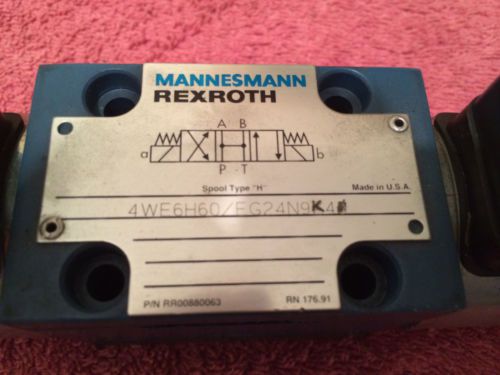 MANNESMANN
REXROTH
A B
a b
P - T
Spool Type "H"
Made in U.S.A.
4WE6H60/EG24N9K4
P/N RR00880063
RN 176.91